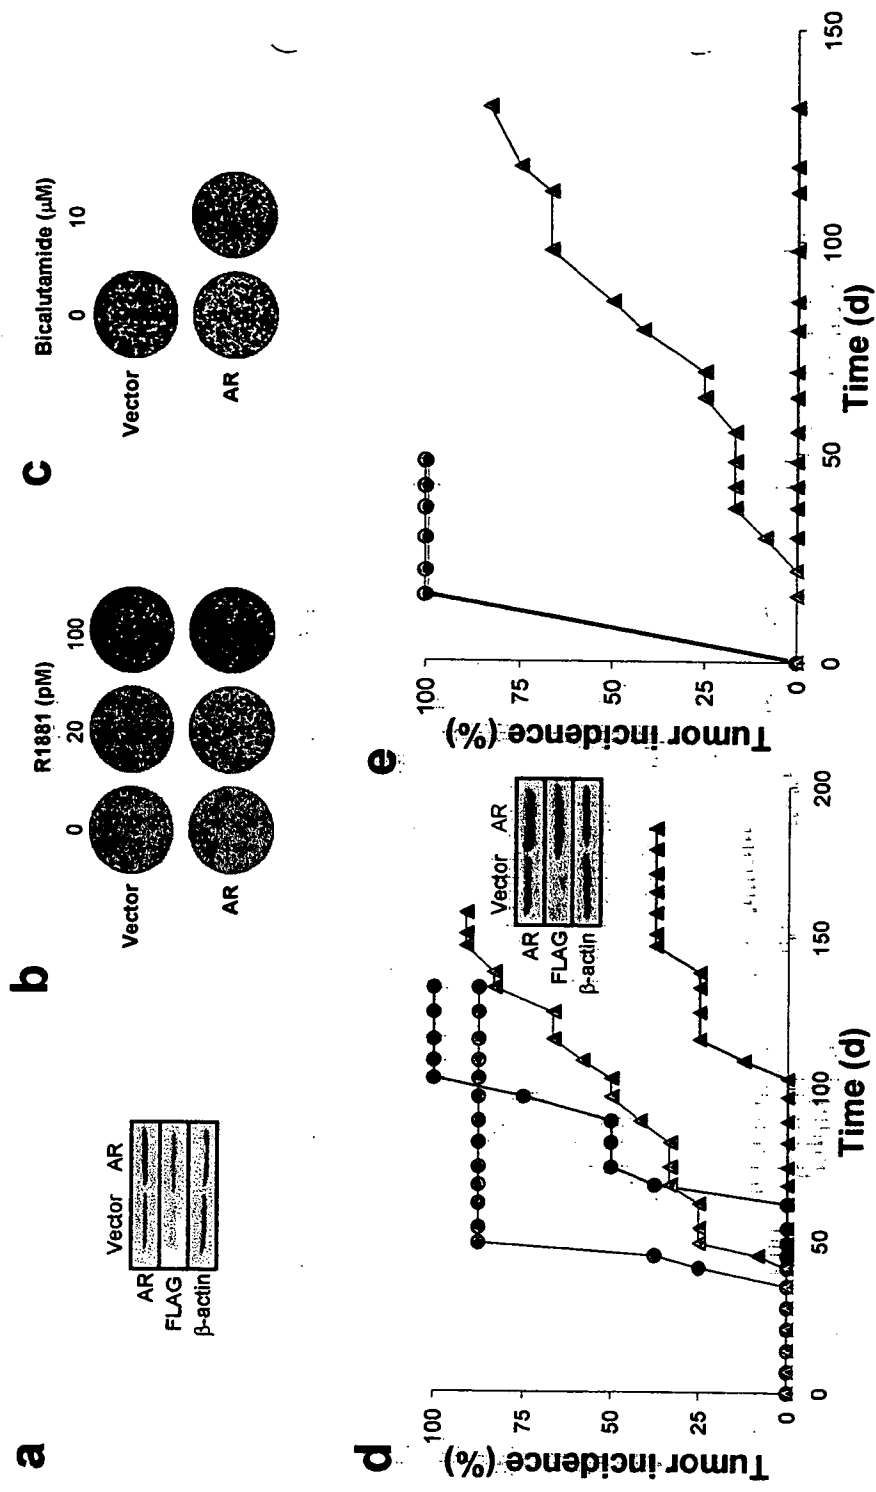 a
Vector AR
AR
FLAG
β-actin
b
R1881 (pM)
0 20 100
Vector
AR
c
Bicalutamide (μM)
0 10
Vector
AR
d
Tumor incidence (%)
100
75
50
25
0
0 50 100 150 200
Time (d)
Vector AR
AR
FLAG
β-actin
e
Tumor incidence (%)
100
75
50
25
0
0 50 100 150
Time (d)